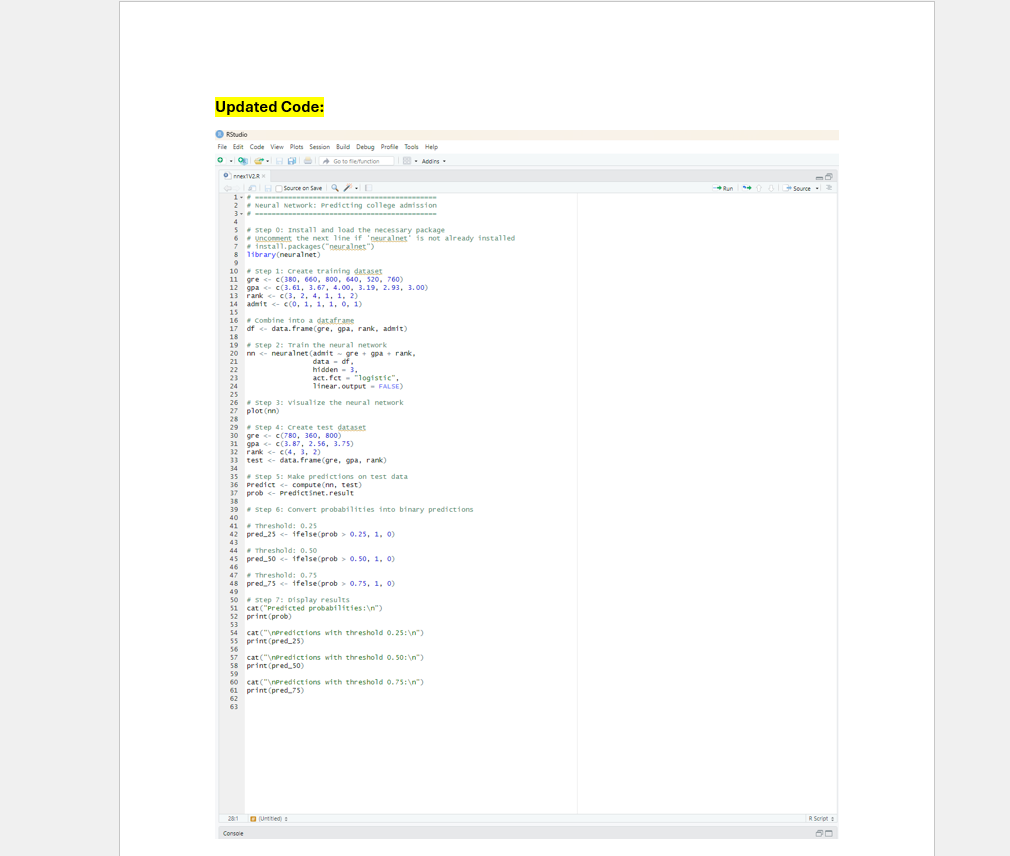 Updated Code:
RStudio
File Edit Code View Plots Session Build Debug Profile Tools Help
Go to file/function Addins
nnex1V2.R
Source on Save Run Source
1 # ============================================
2 # Neural Network: Predicting college admission
3 # ============================================
4
5 # Step 0: Install and load the necessary package
6 # Uncomment the next line if 'neuralnet' is not already installed
7 # install.packages("neuralnet")
8 library(neuralnet)
9
10 # Step 1: Create training dataset
11 gre <- c(380, 660, 800, 640, 520, 760)
12 gpa <- c(3.61, 3.67, 4.00, 3.19, 2.93, 3.00)
13 rank <- c(3, 2, 4, 1, 1, 2)
14 admit <- c(0, 1, 1, 1, 0, 1)
15
16 # Combine into a dataframe
17 df <- data.frame(gre, gpa, rank, admit)
18
19 # Step 2: Train the neural network
20 nn <- neuralnet(admit ~ gre + gpa + rank,
21 data = df,
22 hidden = 3,
23 act.fct = "logistic",
24 linear.output = FALSE)
25
26 # Step 3: Visualize the neural network
27 plot(nn)
28
29 # Step 4: Create test dataset
30 gre <- c(780, 360, 800)
31 gpa <- c(3.87, 2.56, 3.75)
32 rank <- c(4, 3, 2)
33 test <- data.frame(gre, gpa, rank)
34
35 # Step 5: Make predictions on test data
36 Predict <- compute(nn, test)
37 prob <- Predict$net.result
38
39 # Step 6: Convert probabilities into binary predictions
40
41 # Threshold: 0.25
42 pred_25 <- ifelse(prob > 0.25, 1, 0)
43
44 # Threshold: 0.50
45 pred_50 <- ifelse(prob > 0.50, 1, 0)
46
47 # Threshold: 0.75
48 pred_75 <- ifelse(prob > 0.75, 1, 0)
49
50 # Step 7: Display results
51 cat("Predicted probabilities:\n")
52 print(prob)
53
54 cat("\nPredictions with threshold 0.25:\n")
55 print(pred_25)
56
57 cat("\nPredictions with threshold 0.50:\n")
58 print(pred_50)
59
60 cat("\nPredictions with threshold 0.75:\n")
61 print(pred_75)
62
63
28:1 (Untitled) R Script
Console